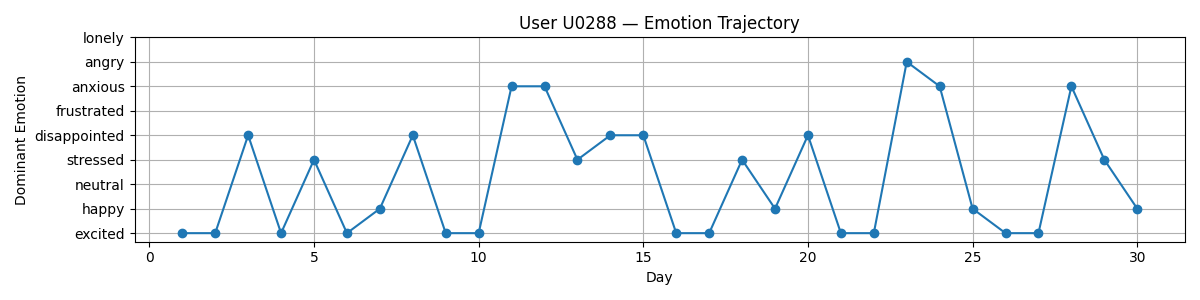 User U0288 — Emotion Trajectory
Dominant Emotion
lonely
angry
anxious
frustrated
disappointed
stressed
neutral
happy
excited
0 5 10 15 20 25 30
Day